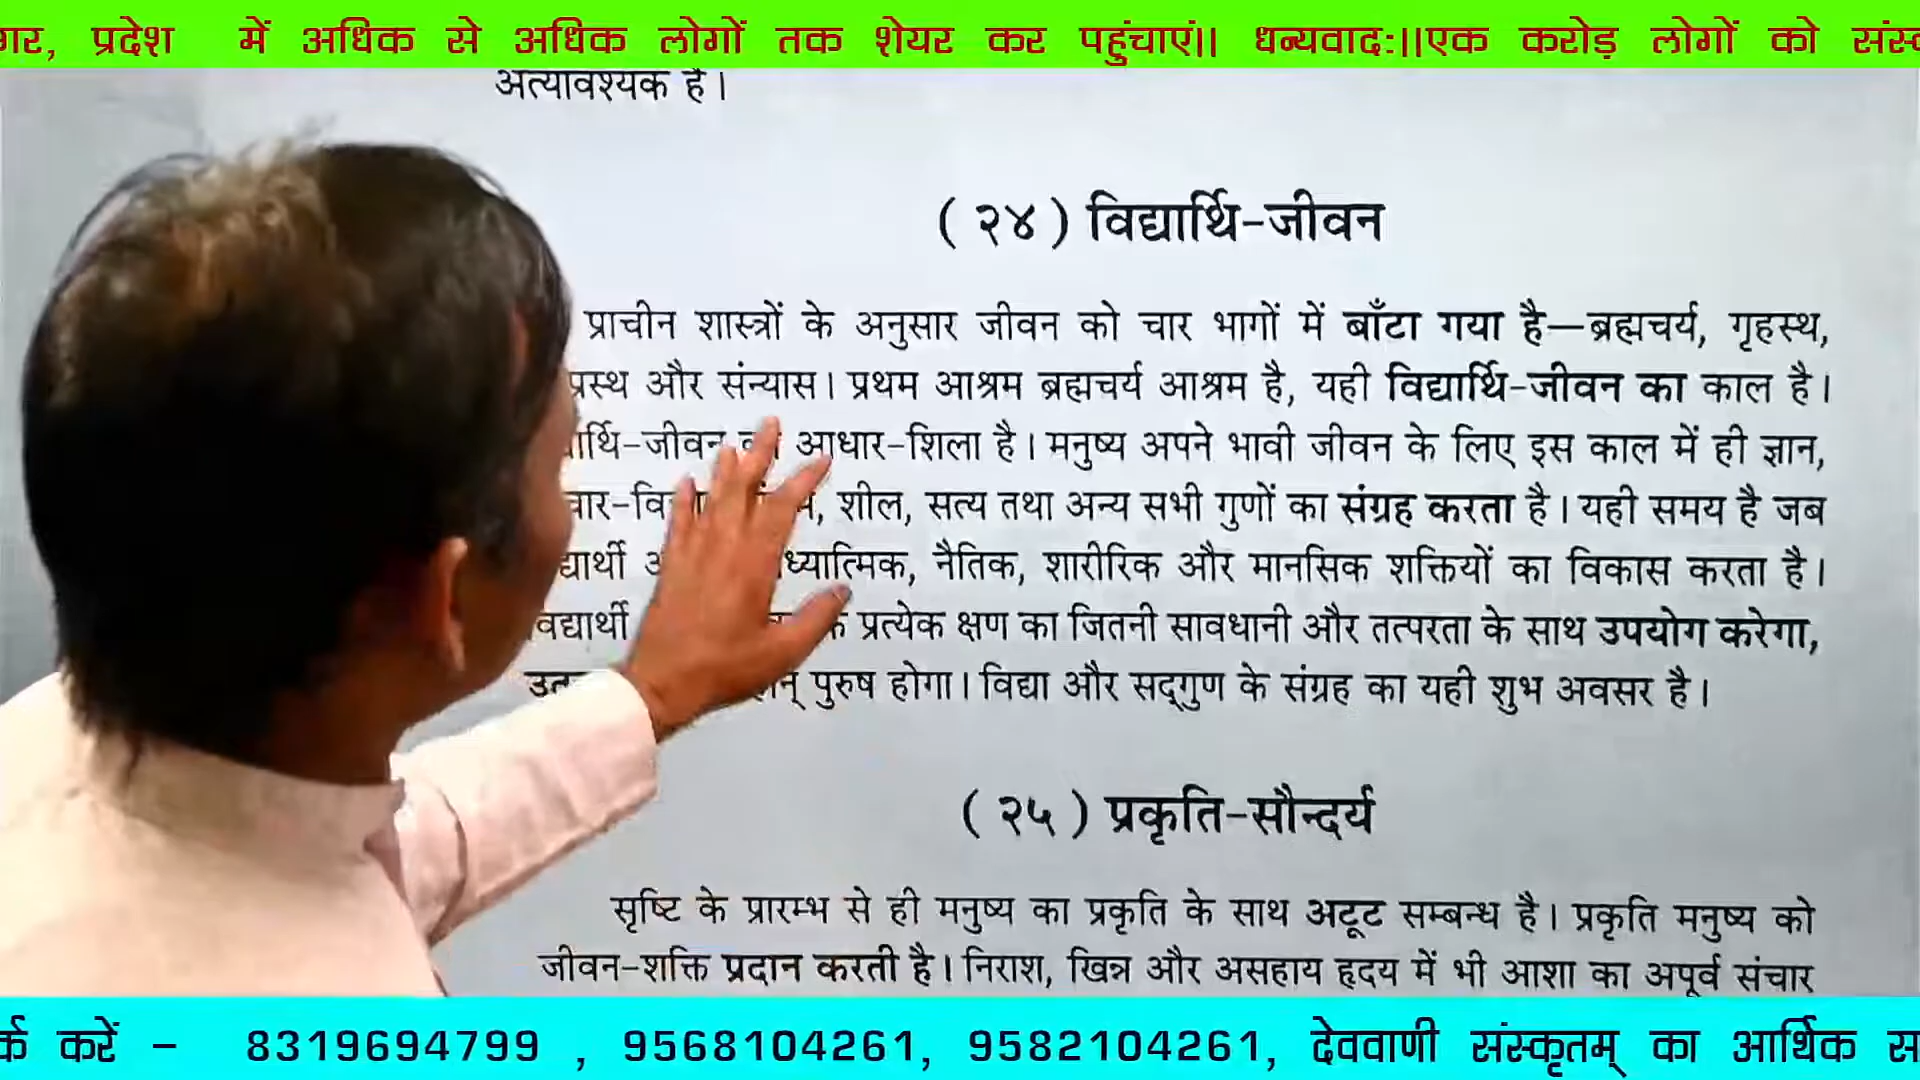 में अधिक से अधिक लोगों तक शेयर कर पहुंचाएं॥ धन्यवादः॥एक करोड़ लोगों को
अत्यावश्यक है।
( २४ ) विद्यार्थि-जीवन
प्राचीन शास्त्रों के अनुसार जीवन को चार भागों में बाँटा गया है—ब्रह्मचर्य, गृहस्थ,
प्रस्थ और संन्यास। प्रथम आश्रम ब्रह्मचर्य आश्रम है, यही विद्यार्थि-जीवन का काल है।
जीवन आधार-शिला है। मनुष्य अपने भावी जीवन के लिए इस काल में ही ज्ञान,
शील, सत्य तथा अन्य सभी गुणों का संग्रह करता है। यही समय है जब
नैतिक, शारीरिक और मानसिक शक्तियों का विकास करता है।
प्रत्येक क्षण का जितनी सावधानी और तत्परता के साथ उपयोग करेगा,
पुरुष होगा। विद्या और सद्‌गुण के संग्रह का यही शुभ अवसर है।
( २५ ) प्रकृति-सौन्दर्य
सृष्टि के प्रारम्भ से ही मनुष्य का प्रकृति के साथ अटूट सम्बन्ध है। प्रकृति मनुष्य को
जीवन-शक्ति प्रदान करती है। निराश, खिन्न और असहाय हृदय में भी आशा का अपूर्व संचार
करें - 8319694799 , 9568104261, 9582104261, देववाणी संस्कृतम् का आर्थिक